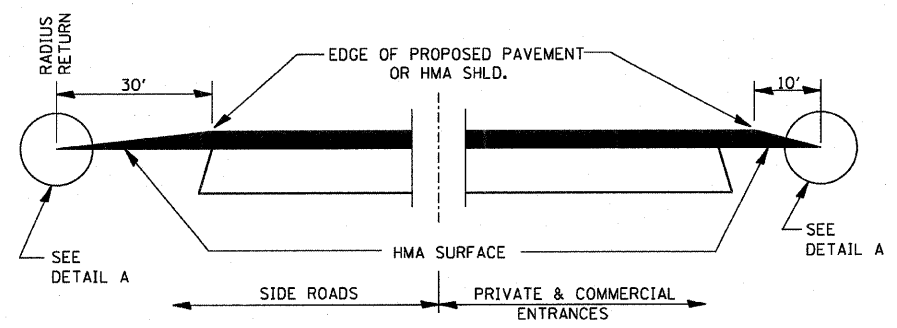 RADIUS
RETURN
30'
EDGE OF PROPOSED PAVEMENT
OR HMA SHLD.
10'
SEE
DETAIL A
HMA SURFACE
SEE
DETAIL A
SIDE ROADS
PRIVATE & COMMERCIAL
ENTRANCES